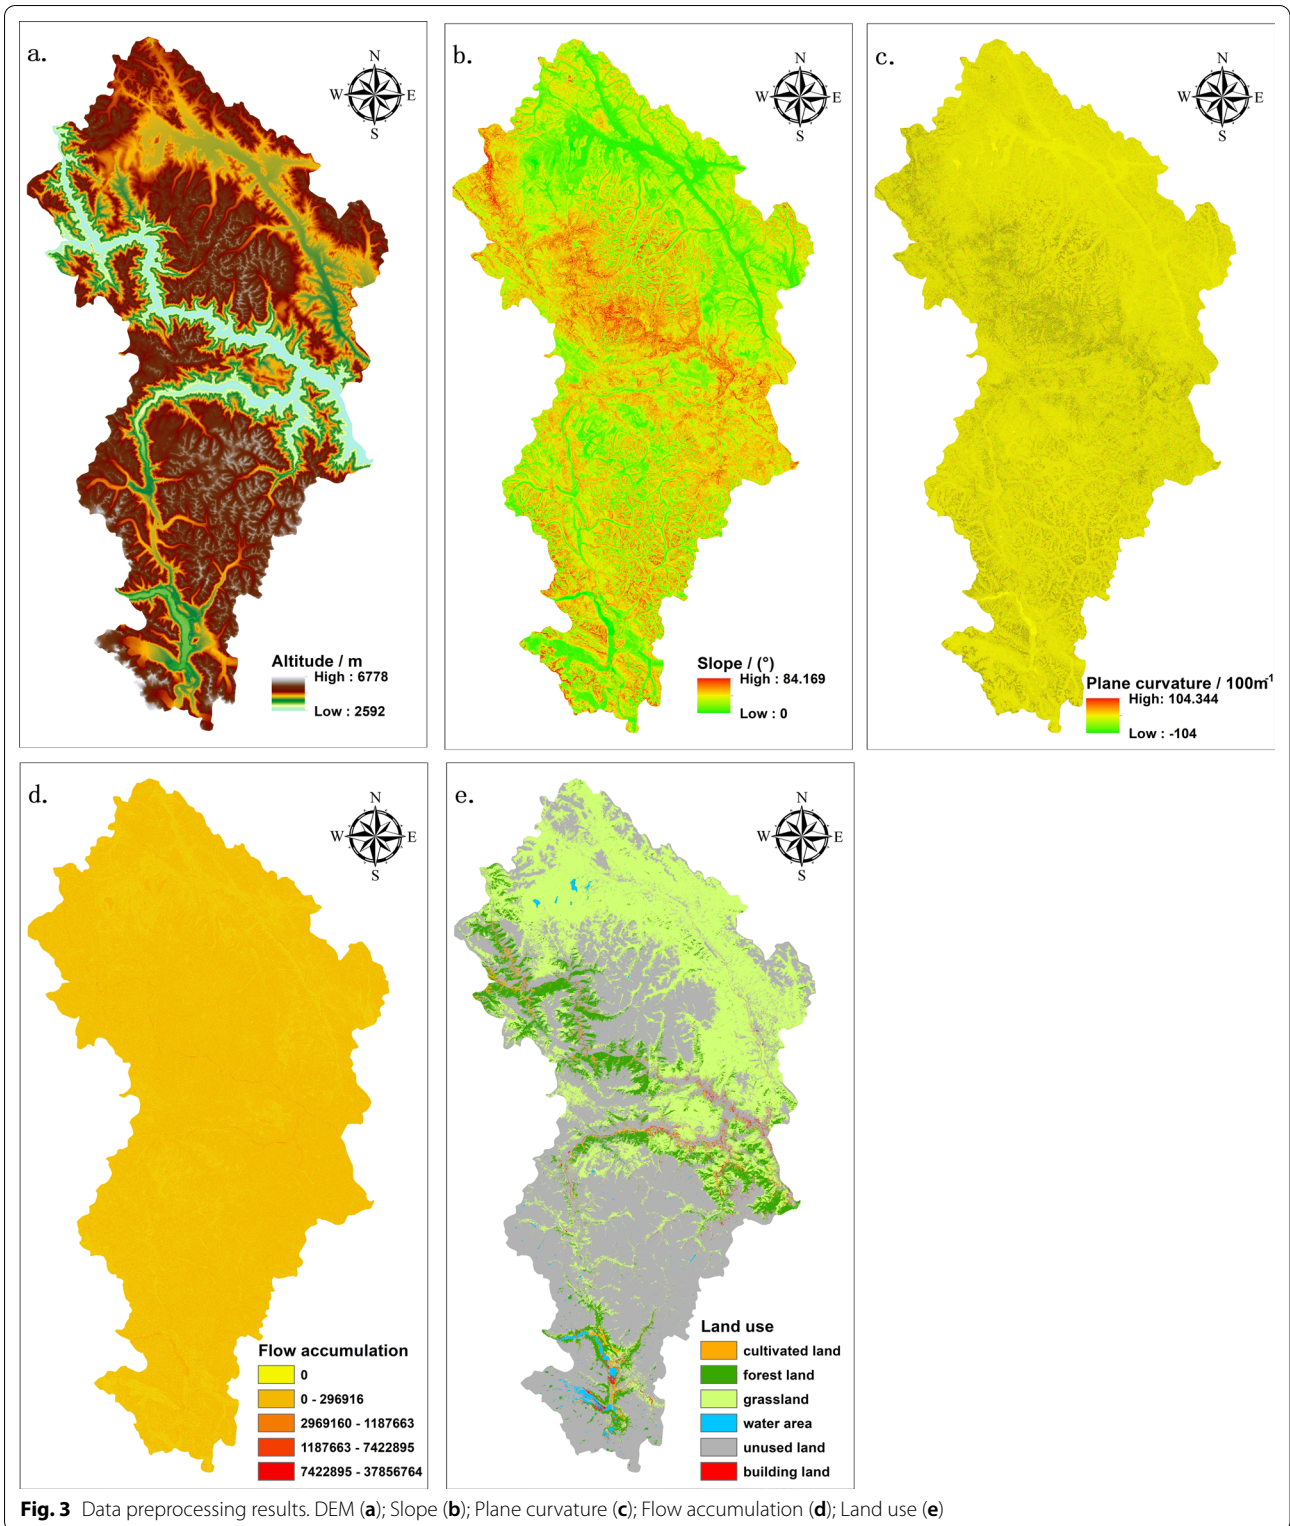 a.
N
W E
S
Altitude / m
High : 6778
Low : 2592
b.
N
W E
S
Slope / (°)
High : 84.169
Low : 0
c.
N
W E
S
Plane curvature / 100m-1
High: 104.344
Low : -104
d.
N
W E
S
Flow accumulation
0
0 - 296916
2969160 - 1187663
1187663 - 7422895
7422895 - 37856764
e.
N
W E
S
Land use
cultivated land
forest land
grassland
water area
unused land
building land
Fig. 3 Data preprocessing results. DEM (a); Slope (b); Plane curvature (c); Flow accumulation (d); Land use (e)